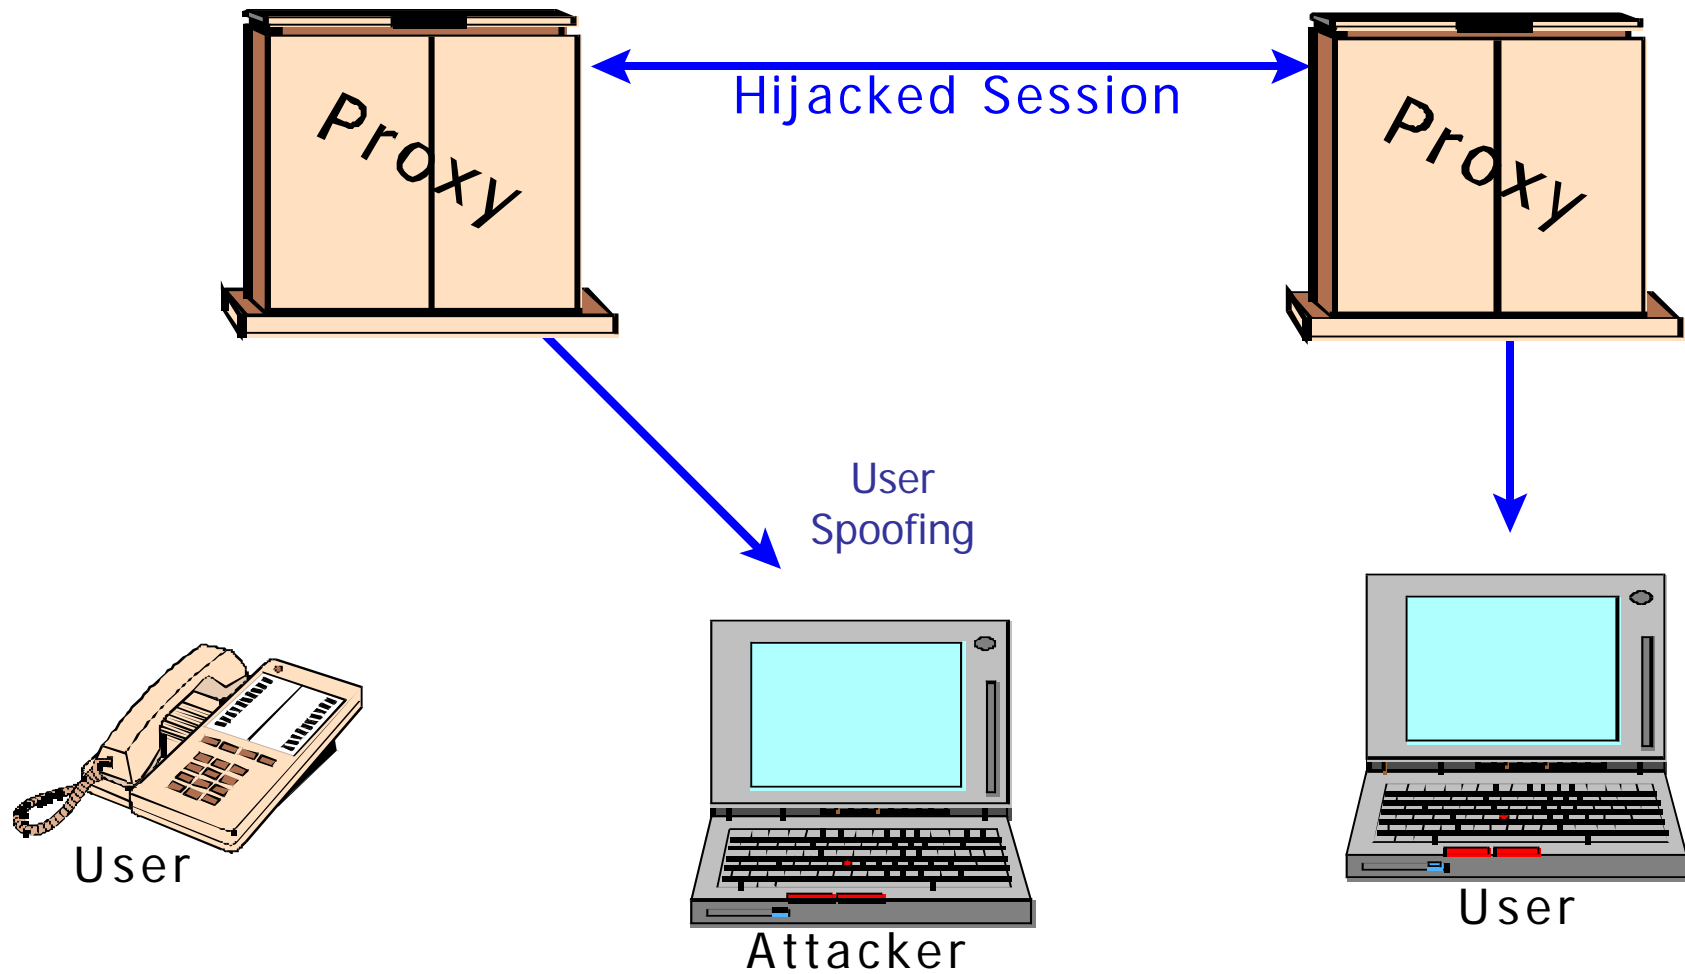 Proxy
Hijacked Session
Proxy
User
Spoofing
User
Attacker
User